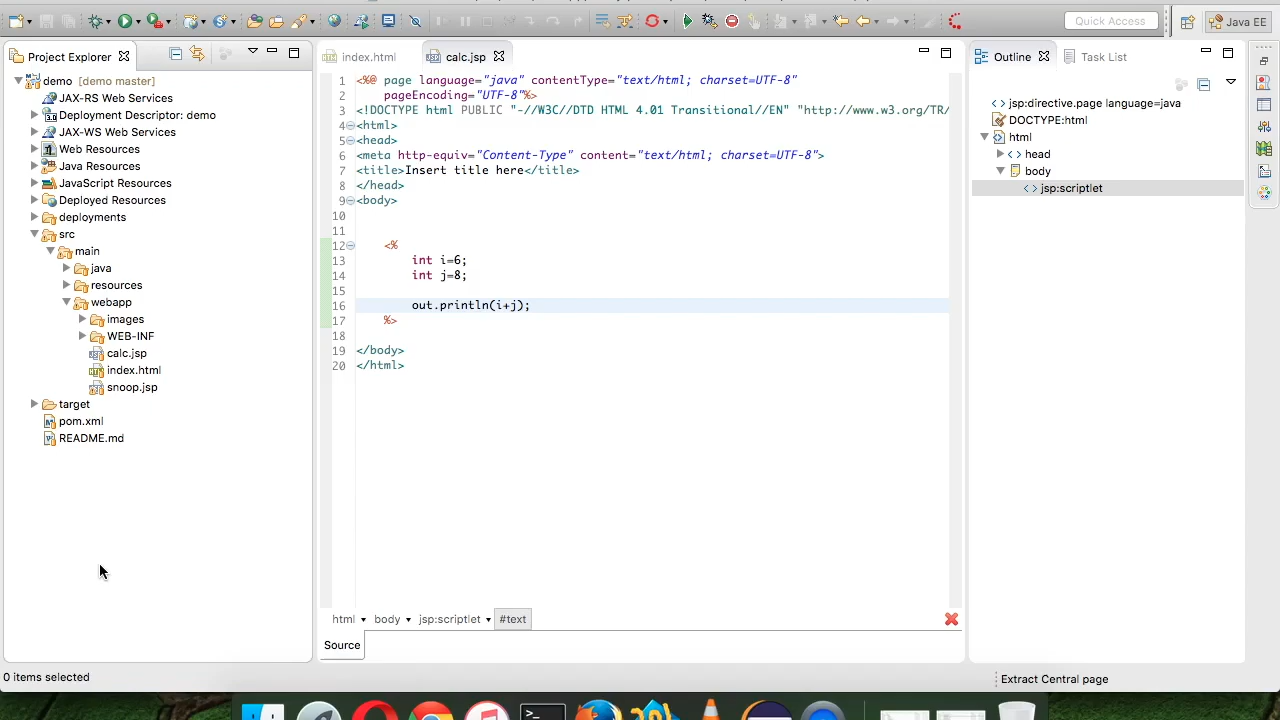 Quick Access
Java EE
Project Explorer
demo [demo master]
JAX-RS Web Services
Deployment Descriptor: demo
JAX-WS Web Services
Web Resources
Java Resources
JavaScript Resources
Deployed Resources
deployments
src
main
java
resources
webapp
images
WEB-INF
calc.jsp
index.html
snoop.jsp
target
pom.xml
README.md
index.html
calc.jsp
1 <%@ page language="java" contentType="text/html; charset=UTF-8"
2     pageEncoding="UTF-8"%>
3 <!DOCTYPE html PUBLIC "-//W3C//DTD HTML 4.01 Transitional//EN" "http://www.w3.org/TR/
4 <html>
5 <head>
6 <meta http-equiv="Content-Type" content="text/html; charset=UTF-8">
7 <title>Insert title here</title>
8 </head>
9 <body>
10
11
12     <%
13         int i=6;
14         int j=8;
15
16         out.println(i+j);
17     %>
18
19 </body>
20 </html>
html
body
jsp:scriptlet
#text
Source
Outline
Task List
jsp:directive.page language=java
DOCTYPE:html
html
head
body
jsp:scriptlet
0 items selected
Extract Central page